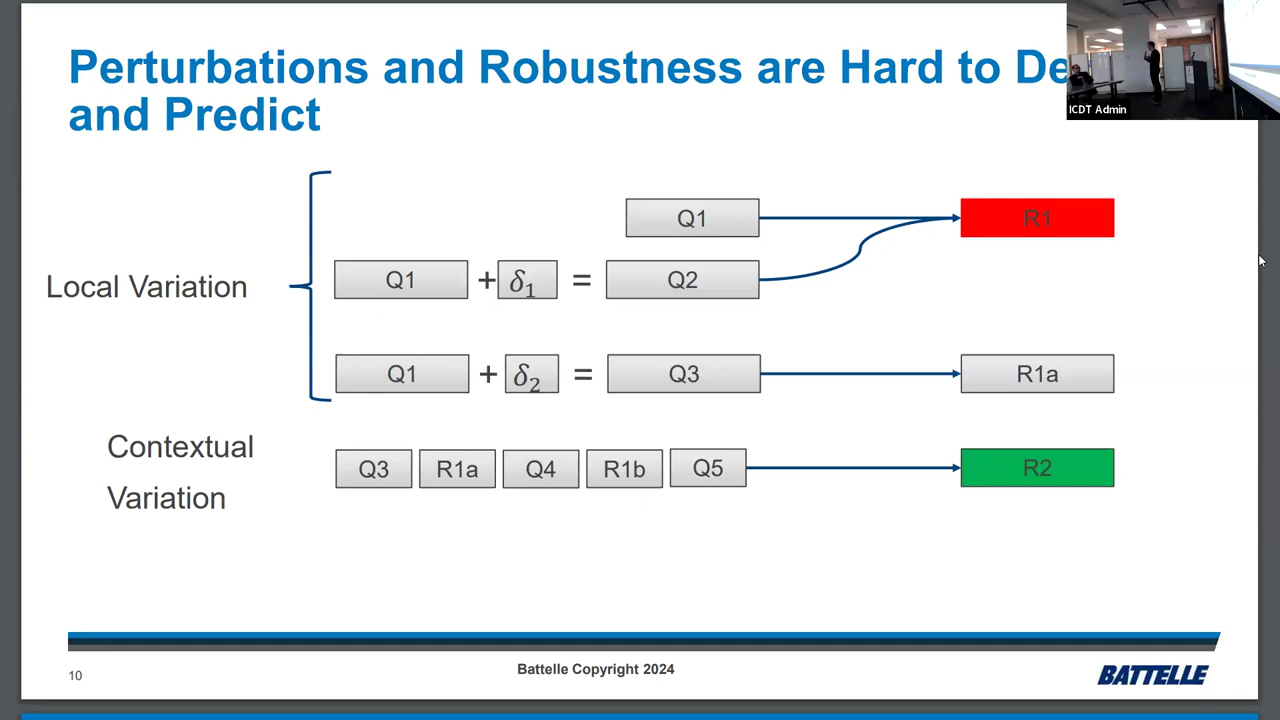 Perturbations and Robustness are Hard to De
and Predict
ICDT Admin
Q1 R1
Local Variation
Q1 + δ1 = Q2
Q1 + δ2 = Q3 R1a
Contextual
Variation
Q3 R1a Q4 R1b Q5 R2
10
Battelle Copyright 2024
BATTELLE